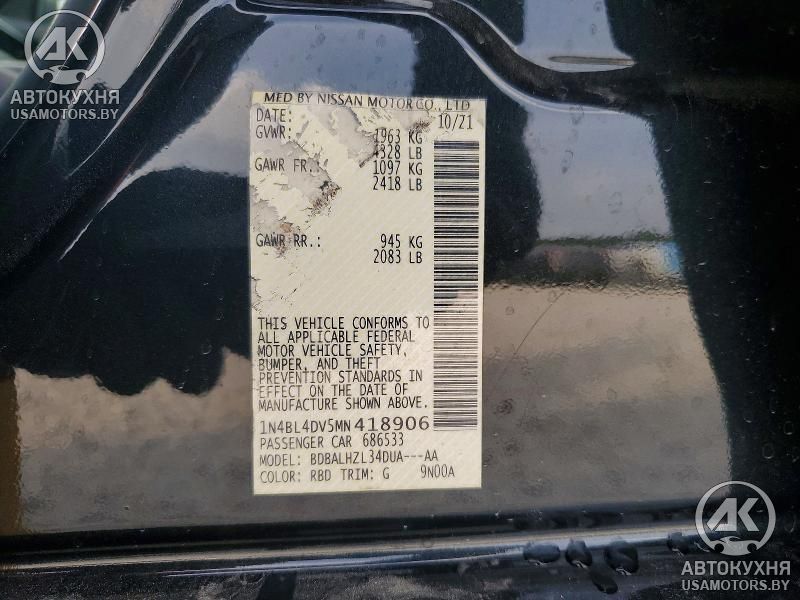 AK
АВТОКУХНЯ
USAMOTORS.BY
MED BY NISSAN MOTOR CO., LTD
DATE: 10/21
GVWR: 1963 KG
4328 LB
GAWR FR.: 1097 KG
2418 LB
GAWR RR.: 945 KG
2083 LB
THIS VEHICLE CONFORMS TO
ALL APPLICABLE FEDERAL
MOTOR VEHICLE SAFETY,
BUMPER, AND THEFT
PREVENTION STANDARDS IN
EFFECT ON THE DATE OF
MANUFACTURE SHOWN ABOVE.
1N4BL4DV5MN418906
PASSENGER CAR 686533
MODEL: BDBALHZL34DUA---AA
COLOR: RBD TRIM: G 9N00A
AK
АВТОКУХНЯ
USAMOTORS.BY